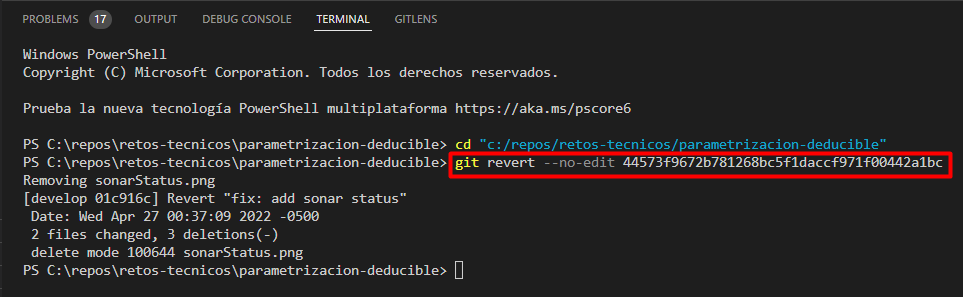 PROBLEMS 17 OUTPUT DEBUG CONSOLE TERMINAL GITLENS
Windows PowerShell
Copyright (C) Microsoft Corporation. Todos los derechos reservados.
Prueba la nueva tecnología PowerShell multiplataforma https://aka.ms/pscore6
PS C:\repos\retos-tecnicos\parametrizacion-deducible> cd "c:/repos/retos-tecnicos/parametrizacion-deducible"
PS C:\repos\retos-tecnicos\parametrizacion-deducible> git revert --no-edit 44573f9672b781268bc5f1daccf971f00442a1bc
Removing sonarStatus.png
[develop 01c916c] Revert "fix: add sonar status"
Date: Wed Apr 27 00:37:09 2022 -0500
2 files changed, 3 deletions(-)
delete mode 100644 sonarStatus.png
PS C:\repos\retos-tecnicos\parametrizacion-deducible>